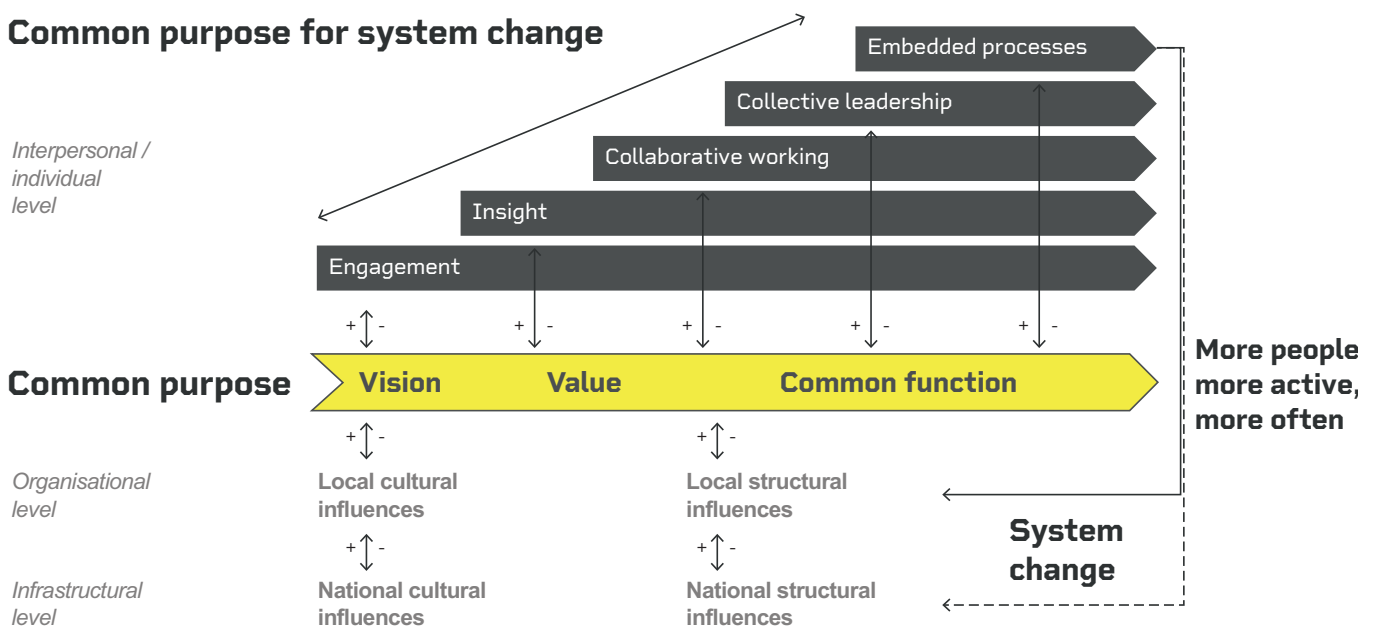 Common purpose for system change
Embedded processes
Collective leadership
Interpersonal /
individual
level
Collaborative working
Insight
Engagement
+ -
+ -
+ -
+ -
+ -
Common purpose
Vision
Value
Common function
More people
more active,
more often
+ -
+ -
Organisational
level
Local cultural
influences
Local structural
influences
System
change
+ -
+ -
Infrastructural
level
National cultural
influences
National structural
influences